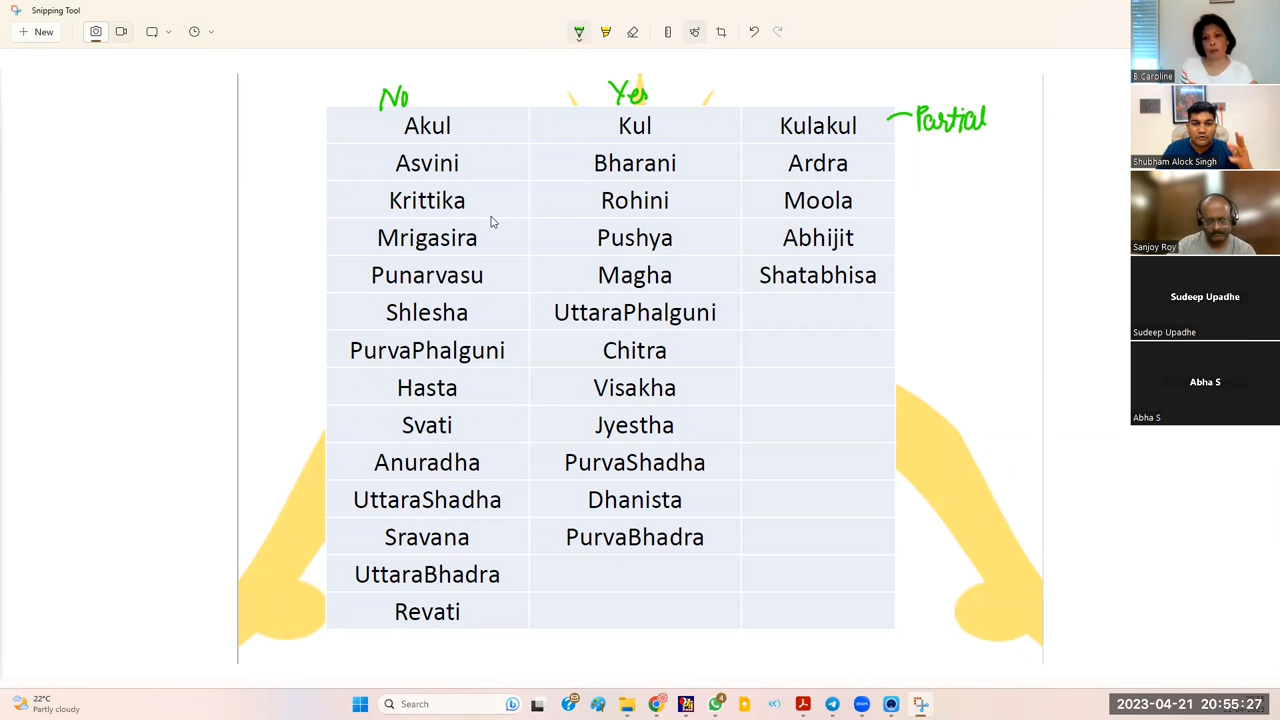 Snipping Tool
New
No
Yes
Akul Kul Kulakul Partial
Asvini Bharani Ardra
Krittika Rohini Moola
Mrigasira Pushya Abhijit
Punarvasu Magha Shatabhisa
Shlesha UttaraPhalguni
PurvaPhalguni Chitra
Hasta Visakha
Svati Jyestha
Anuradha PurvaShadha
UttaraShadha Dhanista
Sravana PurvaBhadra
UttaraBhadra
Revati
B Caroline
Shubham Alock Singh
Sanjoy Roy
Sudeep Upadhe
Sudeep Upadhe
Abha S
Abha S
22°C
Partly cloudy
Search
4
2023-04-21 20:55:27